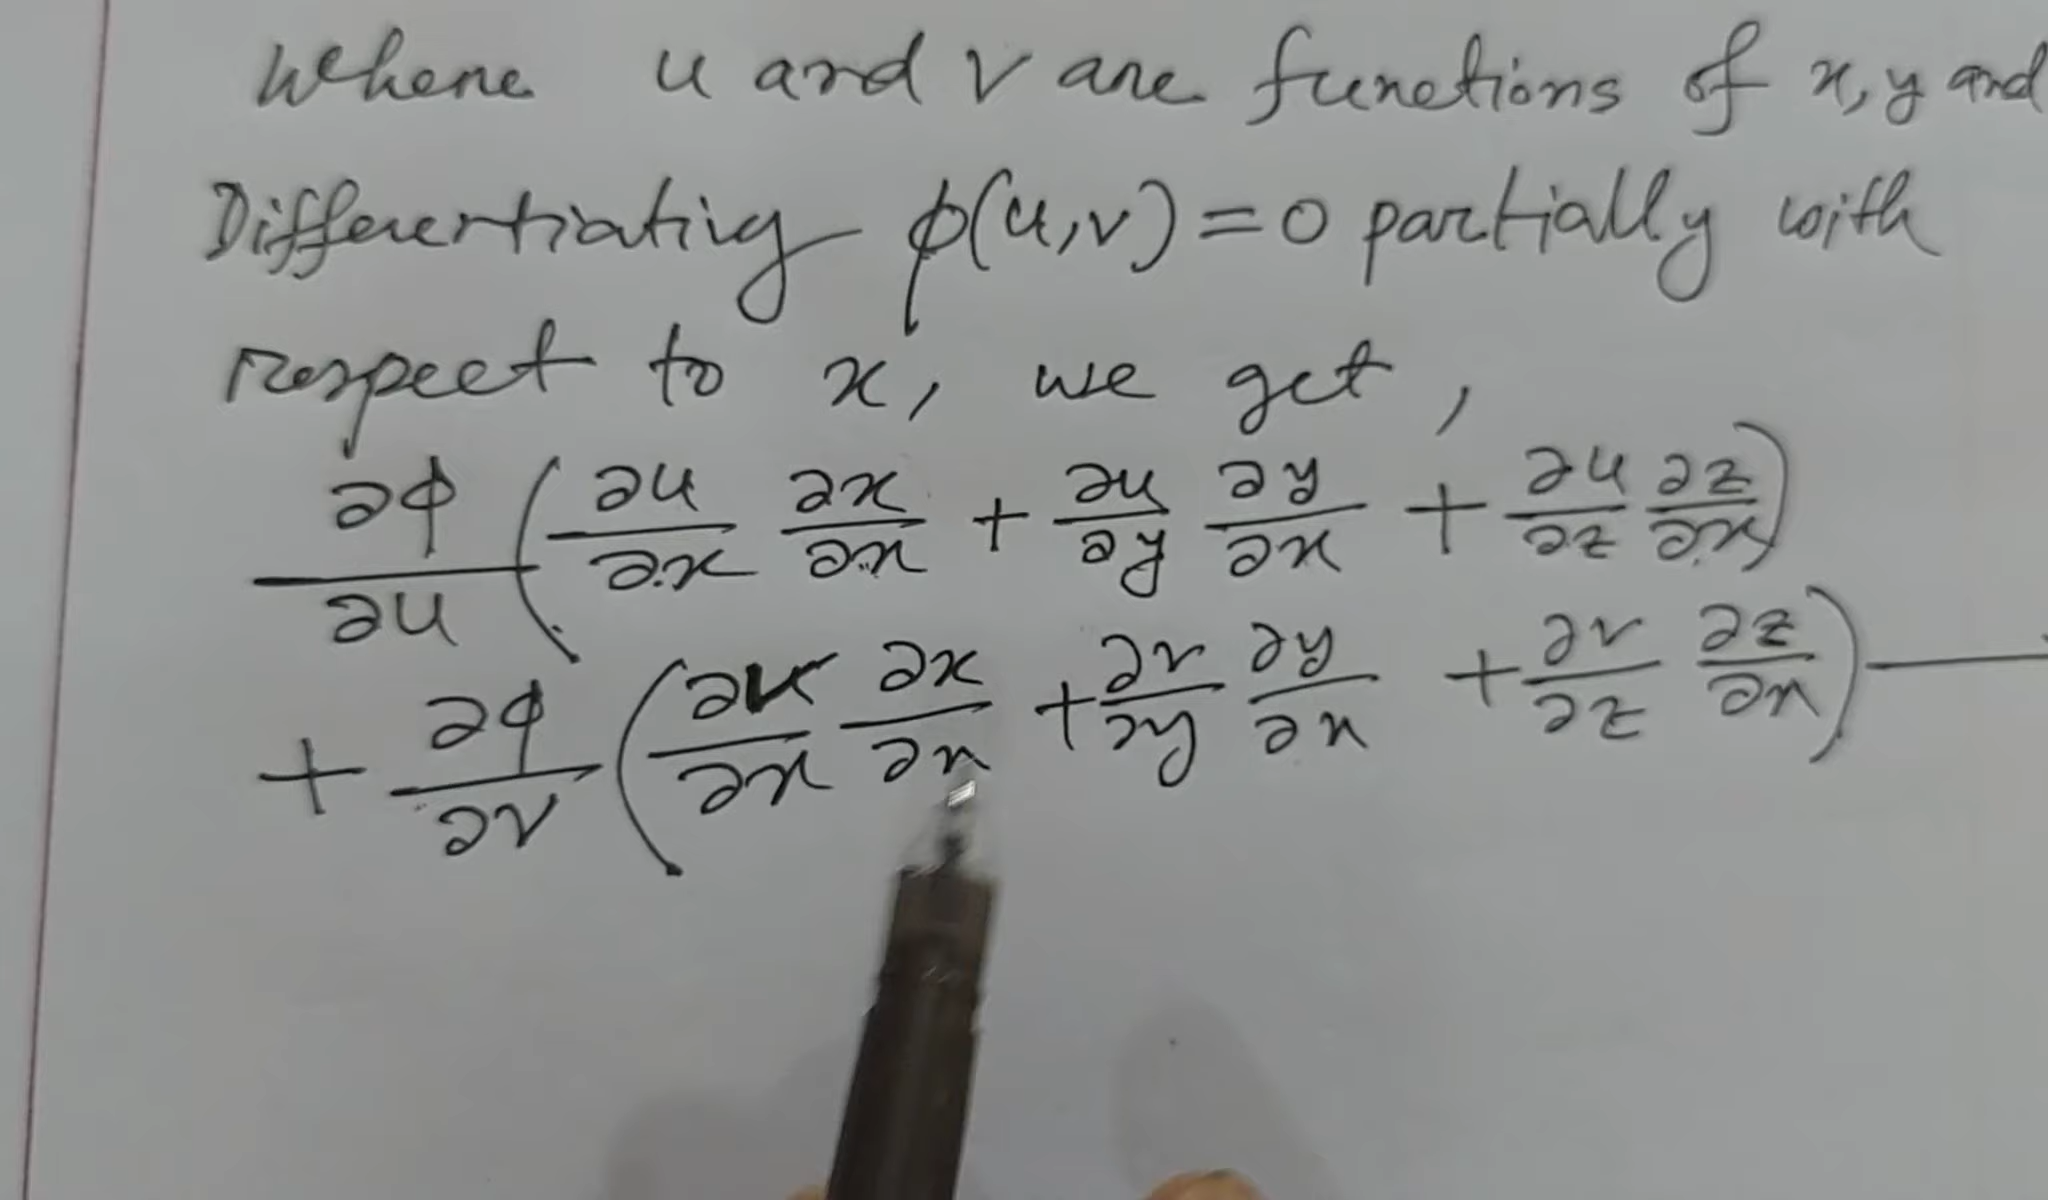 Where u and v are functions of x, y and
Differentiating ϕ(u,v)=0 partially with
respect to x, we get,
∂ϕ/∂u (∂u/∂x ∂x/∂x + ∂u/∂y ∂y/∂x + ∂u/∂z ∂z/∂x)
+ ∂ϕ/∂v (∂v/∂x ∂x/∂x + ∂v/∂y ∂y/∂x + ∂v/∂z ∂z/∂x) —